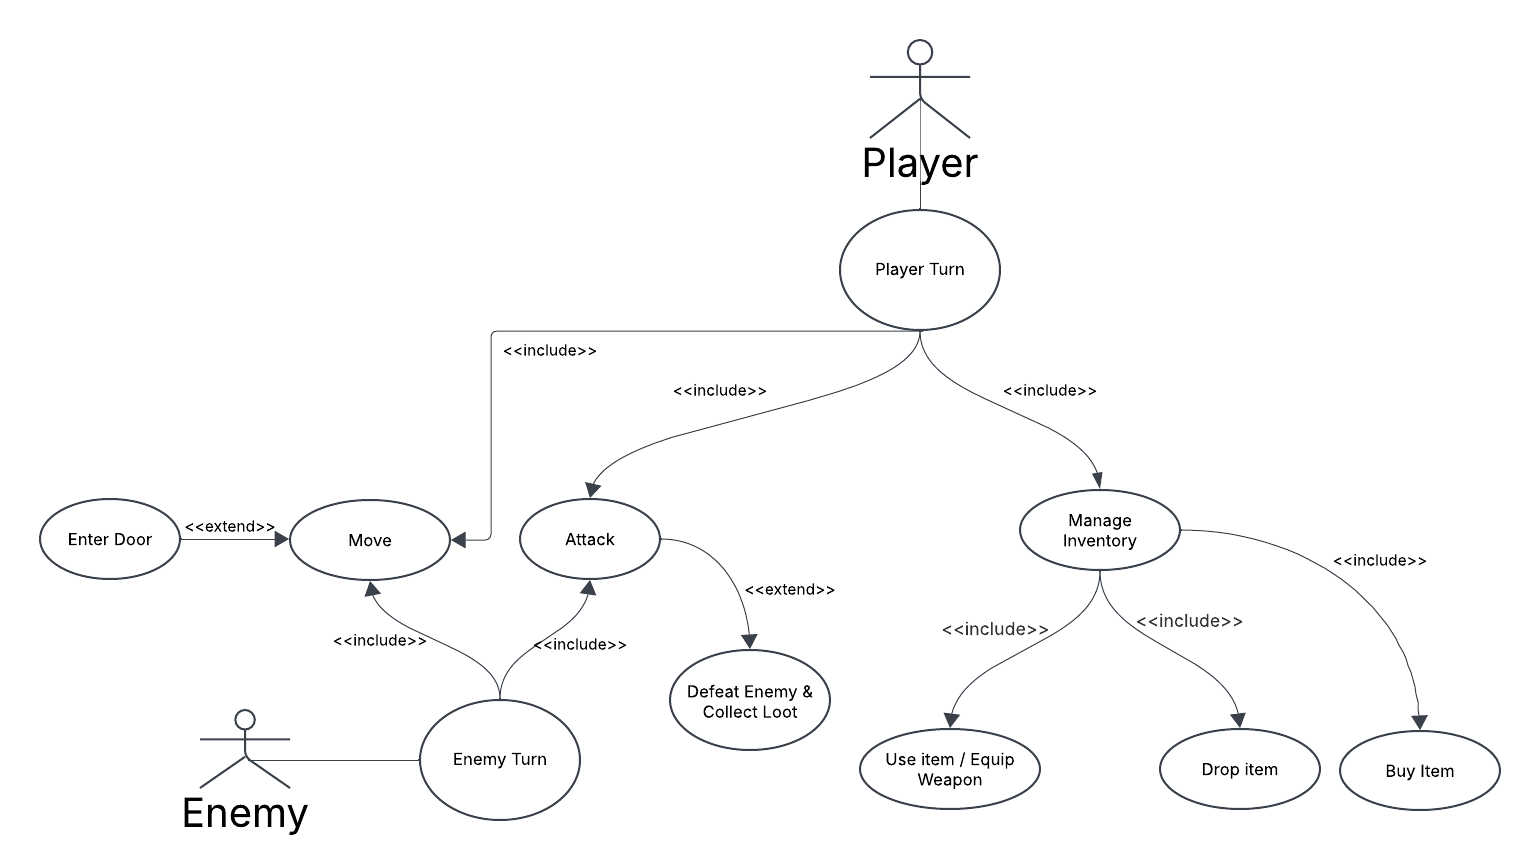 Player
Player Turn
<<include>>
<<include>>
<<include>>
Enter Door
<<extend>>
Move
Attack
Manage
Inventory
<<include>>
<<extend>>
<<include>>
<<include>>
<<include>>
<<include>>
Defeat Enemy &
Collect Loot
Enemy Turn
Use item / Equip
Weapon
Drop item
Buy Item
Enemy